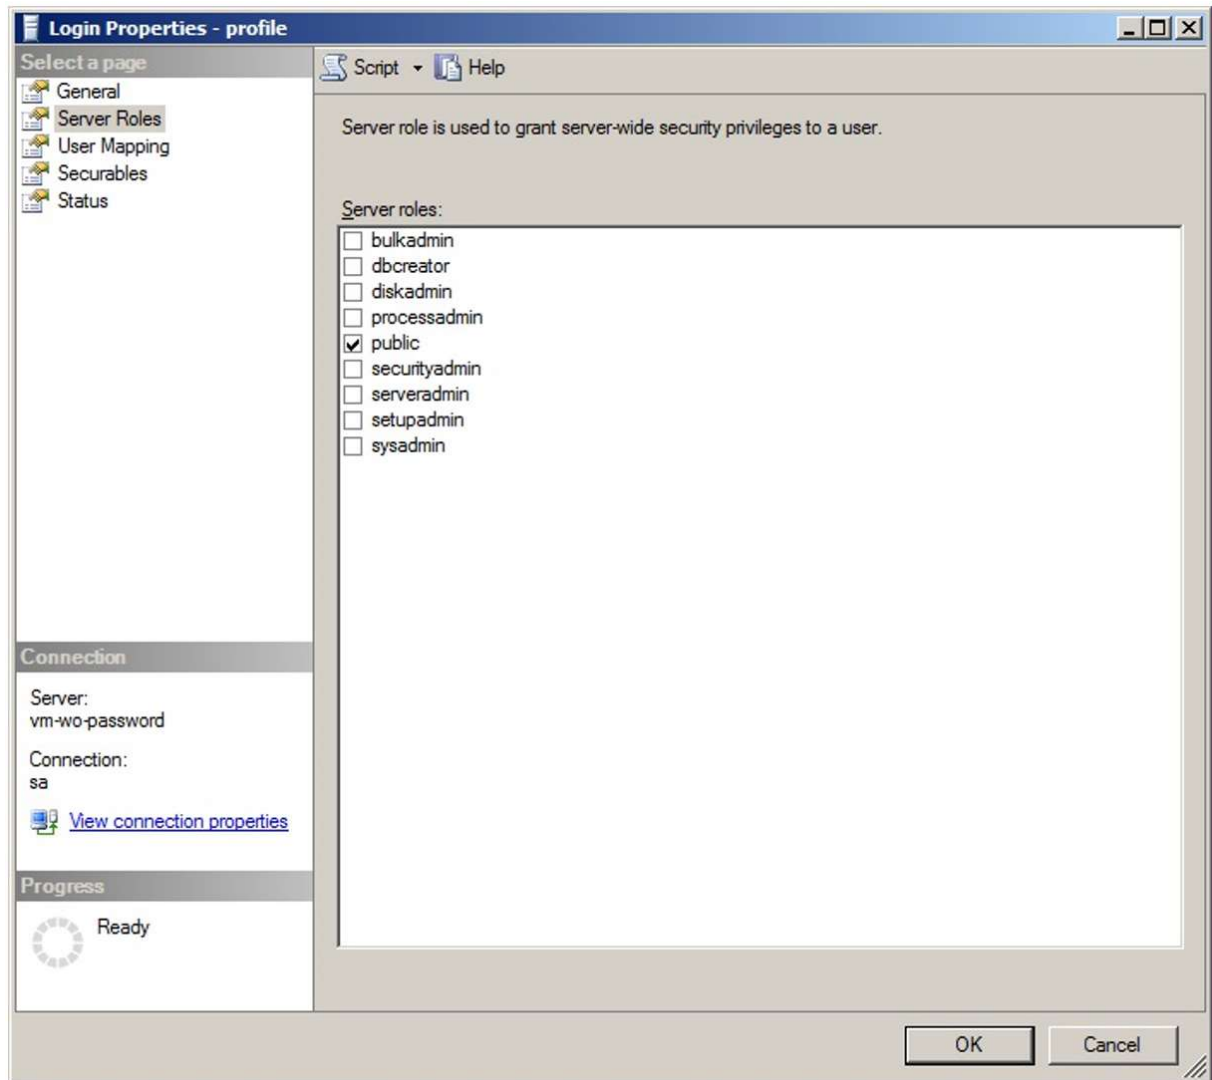 Login Properties - profile
Select a page
General
Server Roles
User Mapping
Securables
Status
Script
Help
Server role is used to grant server-wide security privileges to a user.
Server roles:
bulkadmin
dbcreator
diskadmin
processadmin
public
securityadmin
serveradmin
setupadmin
sysadmin
Connection
Server:
vm-wo-password
Connection:
sa
View connection properties
Progress
Ready
OK
Cancel